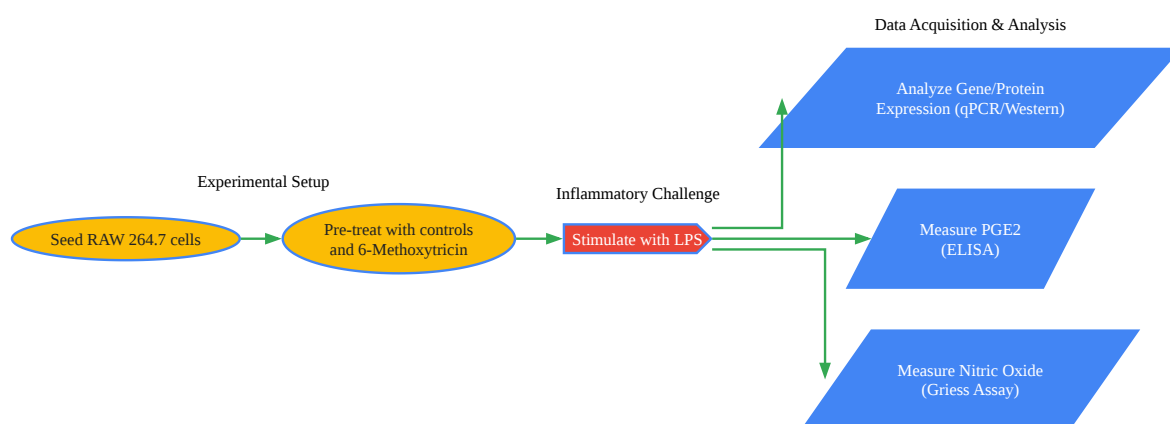 Experimental Setup
Seed RAW 264.7 cells
Pre-treat with controls
and 6-Methoxytricin
Inflammatory Challenge
Stimulate with LPS
Data Acquisition & Analysis
Analyze Gene/Protein
Expression (qPCR/Western)
Measure PGE2
(ELISA)
Measure Nitric Oxide
(Griess Assay)